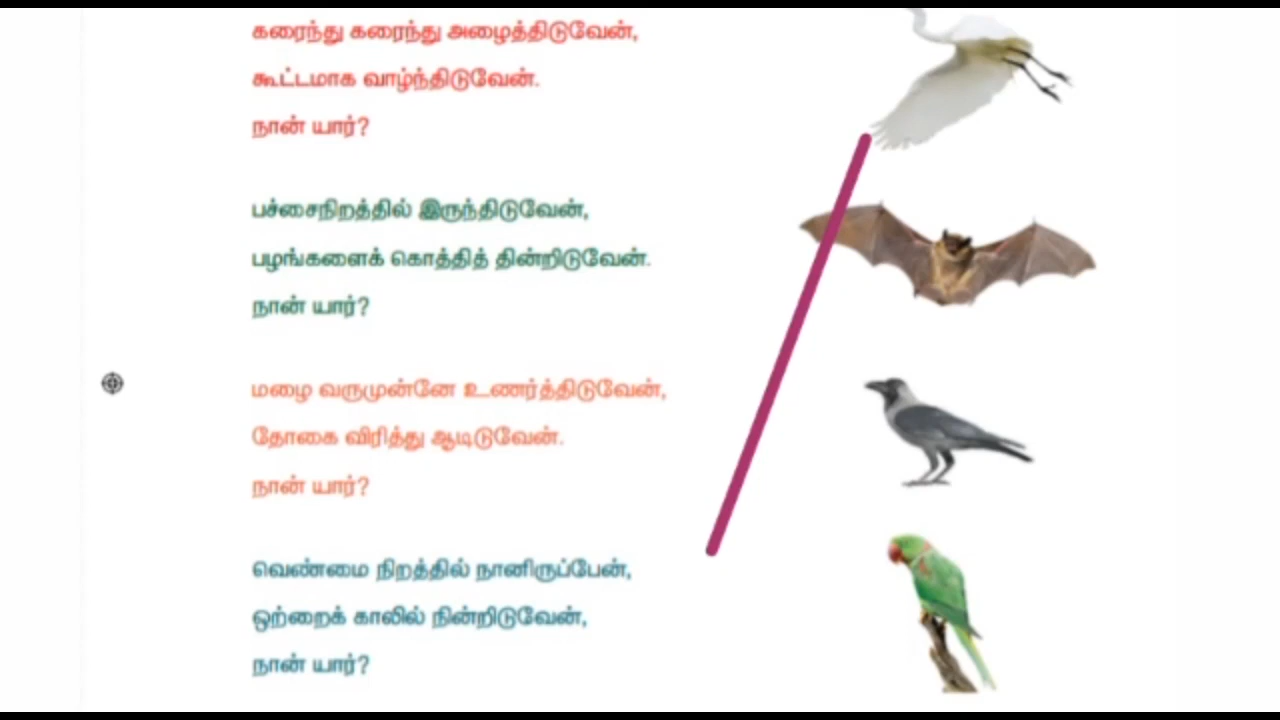 கரைந்து கரைந்து அழைத்திடுவேன்,
கூட்டமாக வாழ்ந்திடுவேன்.
நான் யார்?
பச்சைநிறத்தில் இருந்திடுவேன்,
பழங்களைக் கொத்தித் தின்றிடுவேன்.
நான் யார்?
மழை வருமுன்னே உணர்த்திடுவேன்,
தோகை விரித்து ஆடிடுவேன்.
நான் யார்?
வெண்மை நிறத்தில் நானிருப்பேன்,
ஒற்றைக் காலில் நின்றிடுவேன்,
நான் யார்?